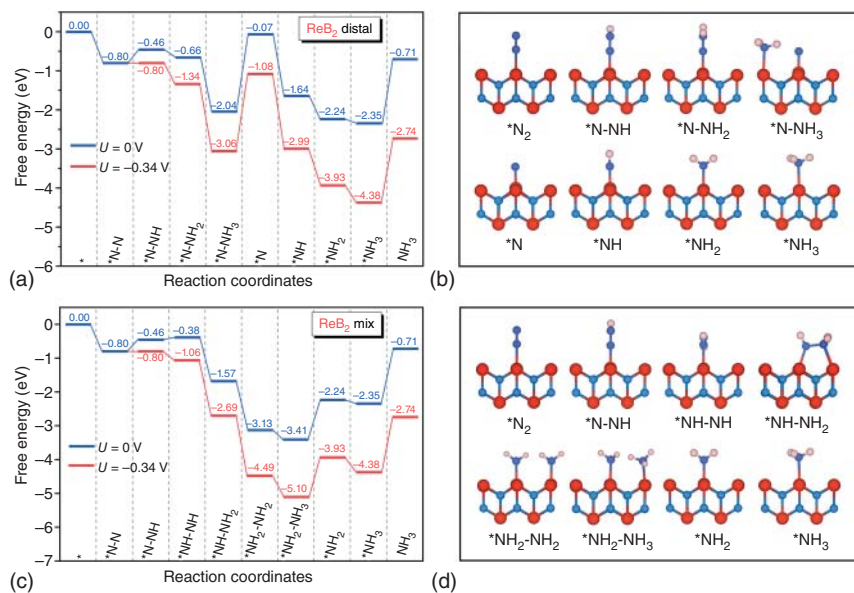 Free energy (eV)
0
−1
−2
−3
−4
−5
−6
0.00
−0.80
−0.46
−0.80
−0.66
−1.34
−2.04
−3.06
−0.07
−1.08
−1.64
−2.99
−2.24
−3.93
−2.35
−4.38
−0.71
−2.74
ReB2 distal
U = 0 V
U = −0.34 V
*
*N-N
*N-NH
*N-NH2
*N-NH3
*N
*NH
*NH2
*NH3
NH3
(a)
Reaction coordinates
*N2
*N-NH
*N-NH2
*N-NH3
*N
*NH
*NH2
*NH3
(b)
Free energy (eV)
0
−1
−2
−3
−4
−5
−6
−7
0.00
−0.80
−0.46
−0.80
−0.38
−1.06
−1.57
−2.69
−3.13
−4.49
−3.41
−5.10
−2.24
−3.93
−2.35
−4.38
−0.71
−2.74
ReB2 mix
U = 0 V
U = −0.34 V
*
*N-N
*N-NH
*NH-NH
*NH-NH2
*NH2-NH2
*NH2-NH3
*NH2
*NH3
NH3
(c)
Reaction coordinates
*N2
*N-NH
*NH-NH
*NH-NH2
*NH2-NH2
*NH2-NH3
*NH2
*NH3
(d)